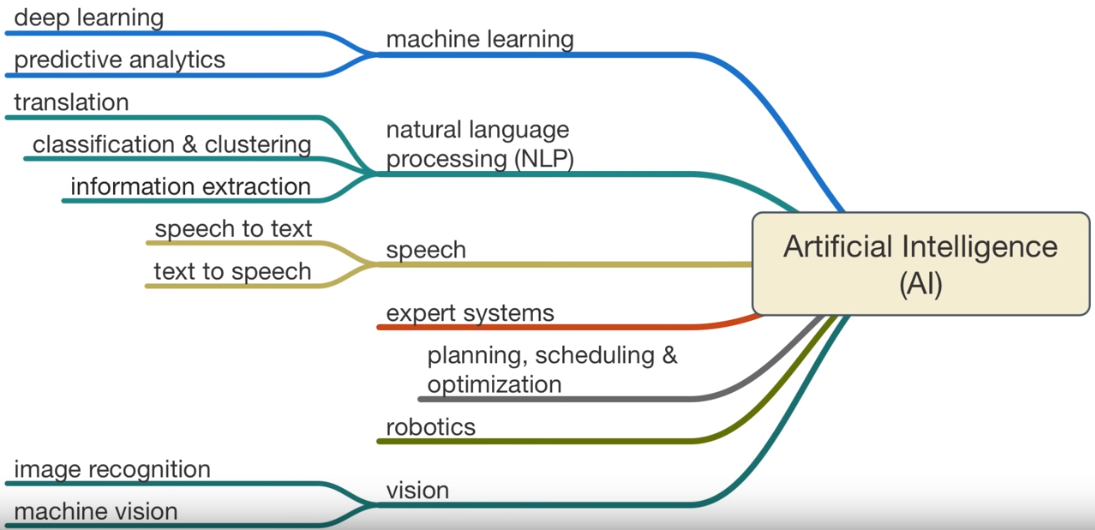 deep learning
machine learning
predictive analytics
translation
natural language
processing (NLP)
classification & clustering
information extraction
speech to text
speech
text to speech
Artificial Intelligence
(AI)
expert systems
planning, scheduling &
optimization
robotics
image recognition
vision
machine vision